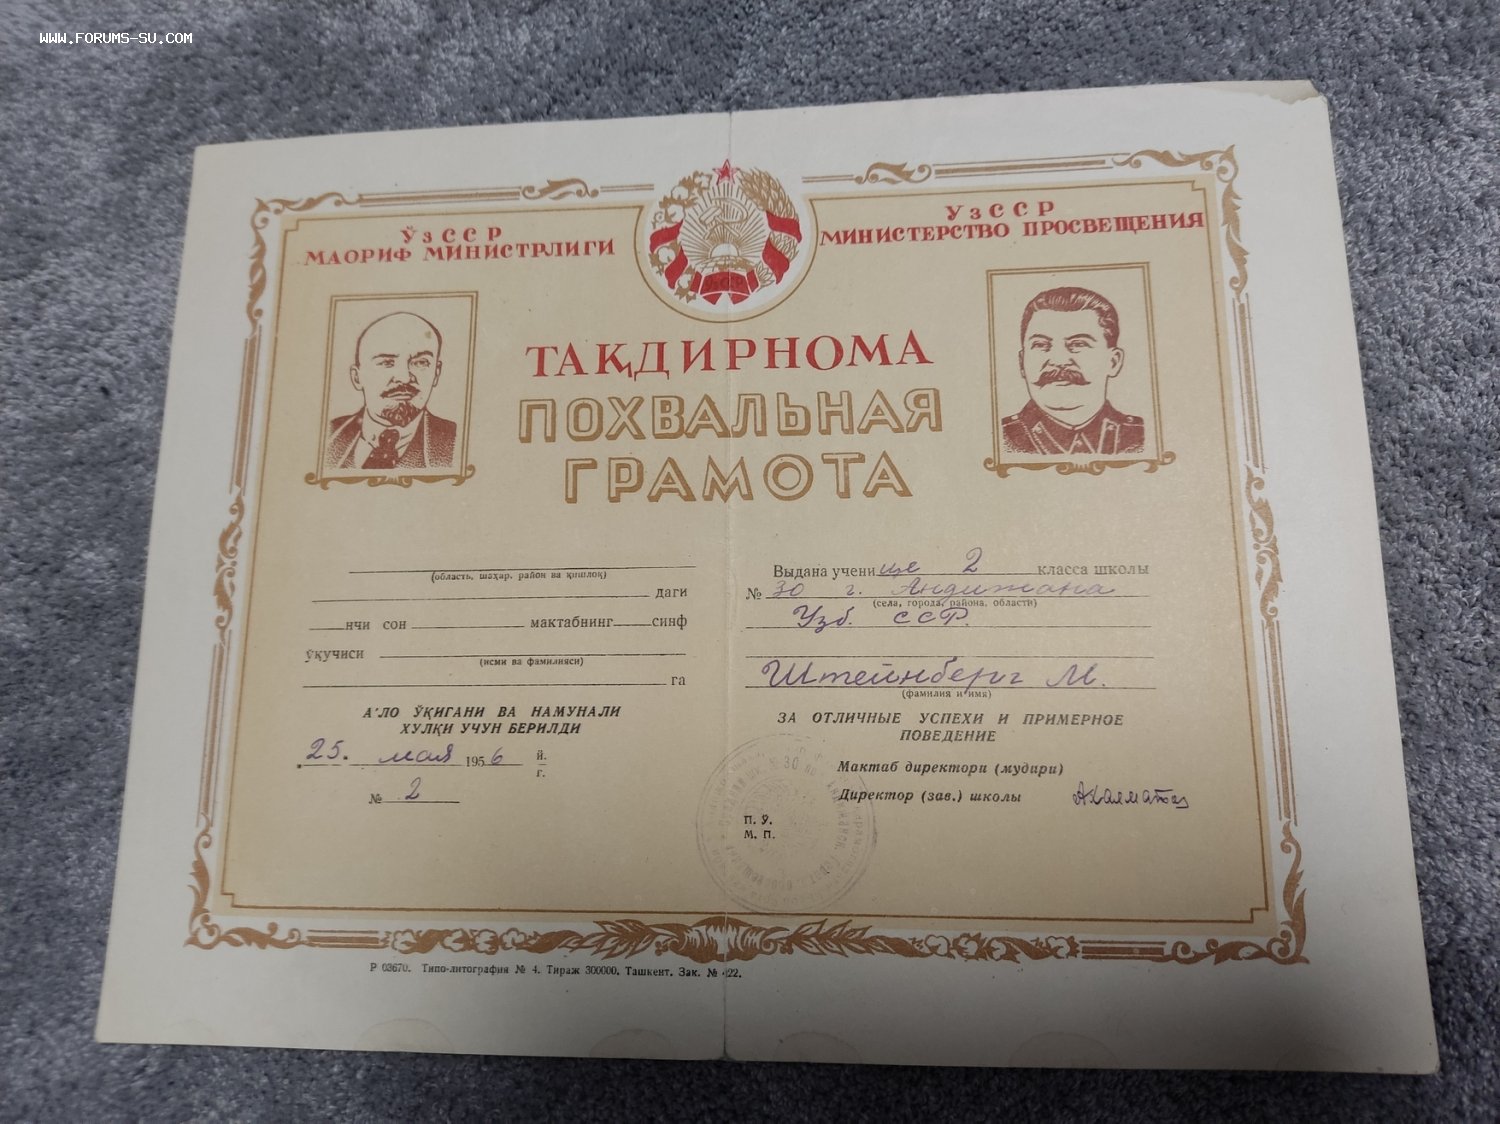 WWW.FORUMS-SU.COM
ЎзССР
МАОРИФ МИНИСТРЛИГИ
УзССР
МИНИСТЕРСТВО ПРОСВЕЩЕНИЯ
ТАҚДИРНОМА
ПОХВАЛЬНАЯ
ГРАМОТА
(область, шаҳар, район ва қишлоқ)
даги
нчи сон мактабнинг синф
ўқучиси
(исми ва фамилияси)
га
А'ЛО ЎҚИГАНИ ВА НАМУНАЛИ
ХУЛҚИ УЧУН БЕРИЛДИ
25. мая 1956 й.
г.
№ 2
Выдана учени це 2 класса школы
№ 30 г. Андижана
(села, города, района, области)
Узб. ССР.
Штейнберг М.
(фамилия и имя)
ЗА ОТЛИЧНЫЕ УСПЕХИ И ПРИМЕРНОЕ
ПОВЕДЕНИЕ
Мактаб директори (мудири)
Директор (зав.) школы
П. Ў.
М. П.
Р 03670. Типо-литография № 4. Тираж 300000. Ташкент. Зак. №